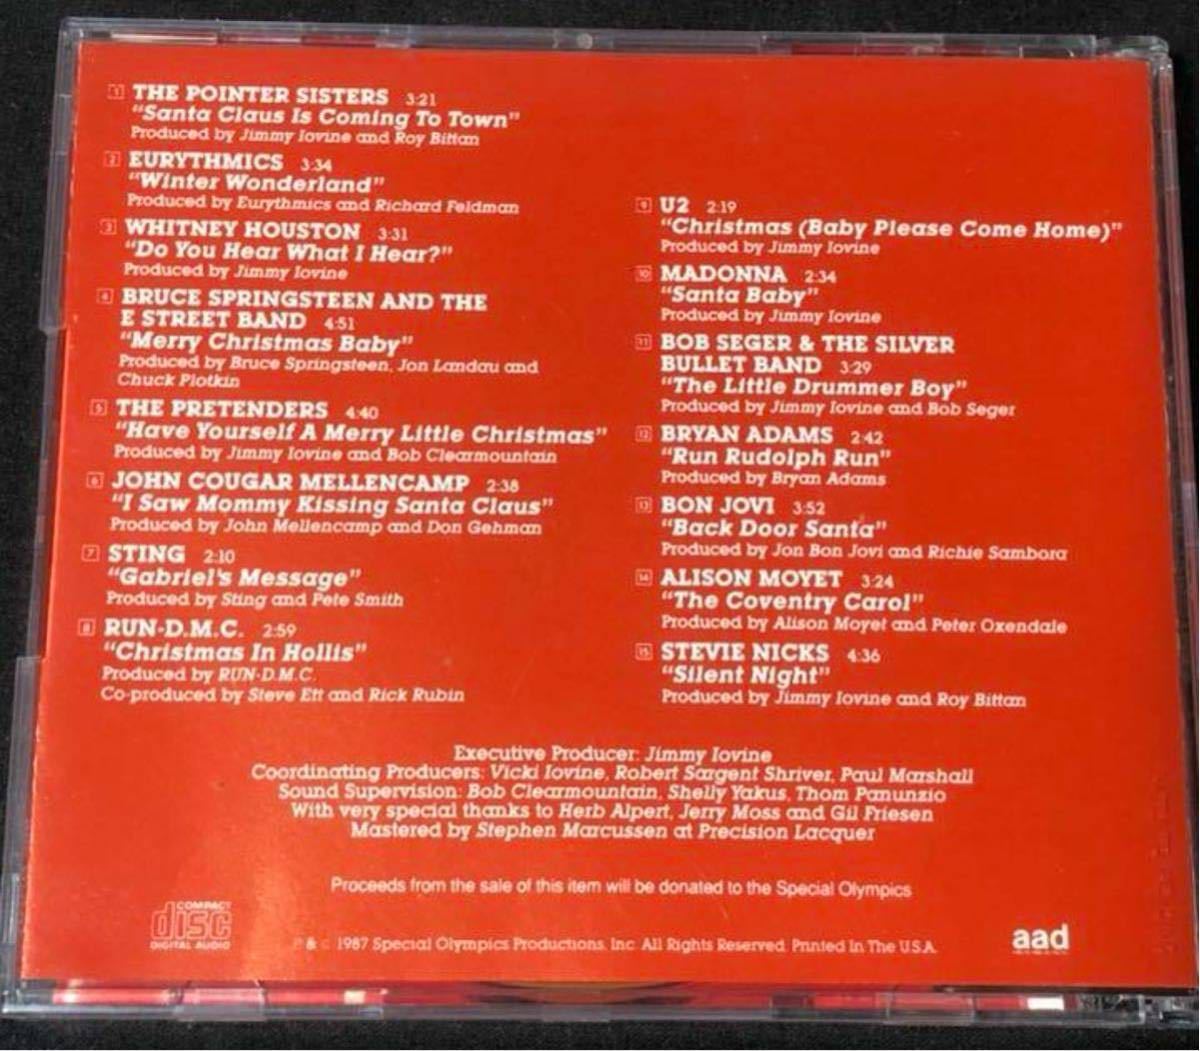 1 THE POINTER SISTERS 3:21
"Santa Claus Is Coming To Town"
Produced by Jimmy Iovine and Roy Bittan
2 EURYTHMICS 3:34
"Winter Wonderland"
Produced by Eurythmics and Richard Feldman
3 WHITNEY HOUSTON 3:31
"Do You Hear What I Hear?"
Produced by Jimmy Iovine
4 BRUCE SPRINGSTEEN AND THE
E STREET BAND 4:51
"Merry Christmas Baby"
Produced by Bruce Springsteen, Jon Landau and
Chuck Plotkin
5 THE PRETENDERS 4:40
"Have Yourself A Merry Little Christmas"
Produced by Jimmy Iovine and Bob Clearmountain
6 JOHN COUGAR MELLENCAMP 2:38
"I Saw Mommy Kissing Santa Claus"
Produced by John Mellencamp and Don Gehman
7 STING 2:10
"Gabriel's Message"
Produced by Sting and Pete Smith
8 RUN-D.M.C. 2:59
"Christmas In Hollis"
Produced by RUN-D.M.C.
Co-produced by Steve Ett and Rick Rubin
9 U2 2:19
"Christmas (Baby Please Come Home)"
Produced by Jimmy Iovine
10 MADONNA 2:34
"Santa Baby"
Produced by Jimmy Iovine
11 BOB SEGER & THE SILVER
BULLET BAND 3:29
"The Little Drummer Boy"
Produced by Jimmy Iovine and Bob Seger
12 BRYAN ADAMS 2:42
"Run Rudolph Run"
Produced by Bryan Adams
13 BON JOVI 3:52
"Back Door Santa"
Produced by Jon Bon Jovi and Richie Sambora
14 ALISON MOYET 3:24
"The Coventry Carol"
Produced by Alison Moyet and Peter Oxendale
15 STEVIE NICKS 4:36
"Silent Night"
Produced by Jimmy Iovine and Roy Bittan
Executive Producer: Jimmy Iovine
Coordinating Producers: Vicki Iovine, Robert Sargent Shriver, Paul Marshall
Sound Supervision: Bob Clearmountain, Shelly Yakus, Thom Panunzio
With very special thanks to Herb Alpert, Jerry Moss and Gil Friesen
Mastered by Stephen Marcussen at Precision Lacquer
Proceeds from the sale of this item will be donated to the Special Olympics
COMPACT
disc
DIGITAL AUDIO
P & C 1987 Special Olympics Productions, Inc. All Rights Reserved. Printed In The U.S.A.
aad